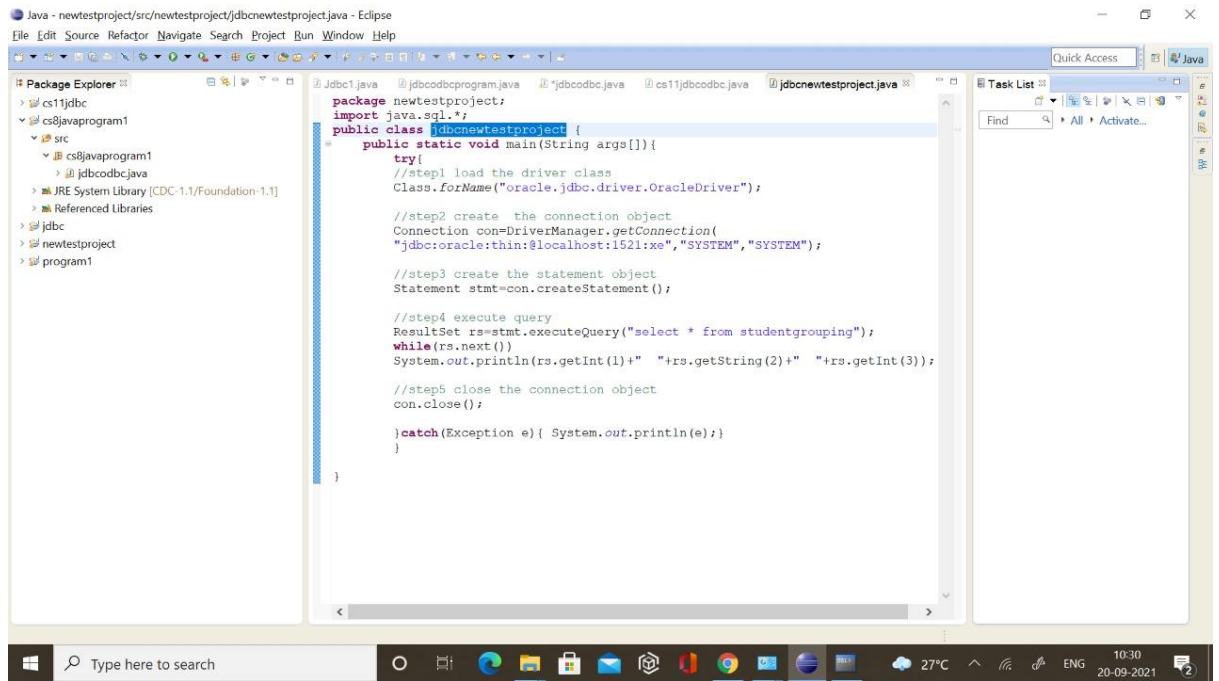 Java - newtestproject/src/newtestproject/jdbcnewtestproject.java - Eclipse
File Edit Source Refactor Navigate Search Project Run Window Help
Quick Access
Java
Package Explorer
Jdbc1.java
jdbcodbcprogram.java
*jdbcodbc.java
cs11jdbcodbc.java
jdbcnewtestproject.java
Task List
cs11jdbc
cs8javaprogram1
src
cs8javaprogram1
jdbcodbc.java
JRE System Library [CDC-1.1/Foundation-1.1]
Referenced Libraries
jdbc
newtestproject
program1
package newtestproject;
import java.sql.*;
public class jdbcnewtestproject {
public static void main(String args[]){
try{
//step1 load the driver class
Class.forName("oracle.jdbc.driver.OracleDriver");
//step2 create  the connection object
Connection con=DriverManager.getConnection(
"jdbc:oracle:thin:@localhost:1521:xe","SYSTEM","SYSTEM");
//step3 create the statement object
Statement stmt=con.createStatement();
//step4 execute query
ResultSet rs=stmt.executeQuery("select * from studentgrouping");
while(rs.next())
System.out.println(rs.getInt(1)+"  "+rs.getString(2)+"  "+rs.getInt(3));
//step5 close the connection object
con.close();
}catch(Exception e){ System.out.println(e);}
}
}
Find
All
Activate...
Type here to search
27°C
ENG
10:30
20-09-2021
2